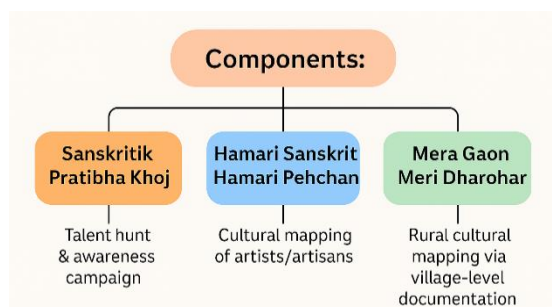 Components:
Sanskritik
Pratibha Khoj
Hamari Sanskrit
Hamari Pehchan
Mera Gaon
Meri Dharohar
Talent hunt
& awareness
campaign
Cultural mapping
of artists/artisans
Rural cultural
mapping via
village-level
documentation